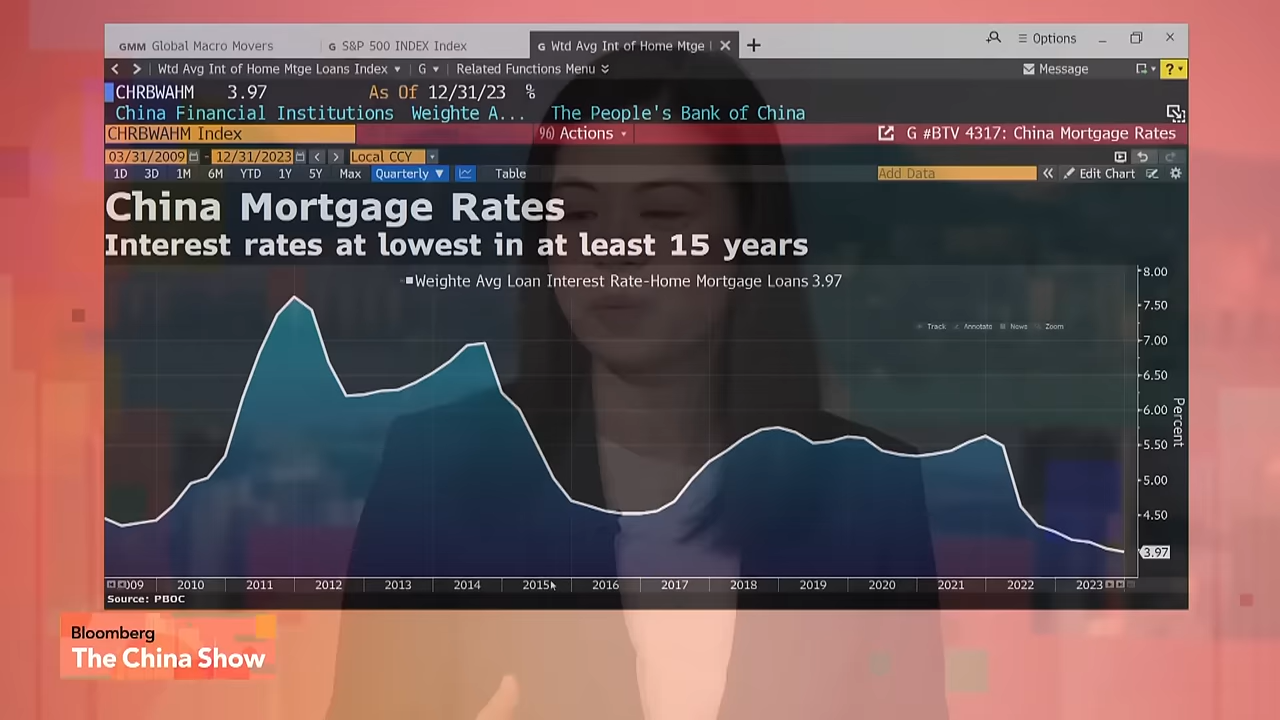 GMM Global Macro Movers G S&P 500 INDEX Index G Wtd Avg Int of Home Mtge Options
Wtd Avg Int of Home Mtge Loans Index G Related Functions Menu Message ?
CHRBWAHM 3.97 As Of 12/31/23 %
China Financial Institutions Weighte A... The People's Bank of China
CHRBWAHM Index 96) Actions G #BTV 4317: China Mortgage Rates
03/31/2009 - 12/31/2023 Local CCY
1D 3D 1M 6M YTD 1Y 5Y Max Quarterly Table Add Data Edit Chart
China Mortgage Rates
Interest rates at lowest in at least 15 years
Weighte Avg Loan Interest Rate-Home Mortgage Loans 3.97
Track Annotate News Zoom
8.00
7.50
7.00
6.50
6.00
5.50
5.00
4.50
3.97
Percent
09 2010 2011 2012 2013 2014 2015 2016 2017 2018 2019 2020 2021 2022 2023
Source: PBOC
Bloomberg
The China Show